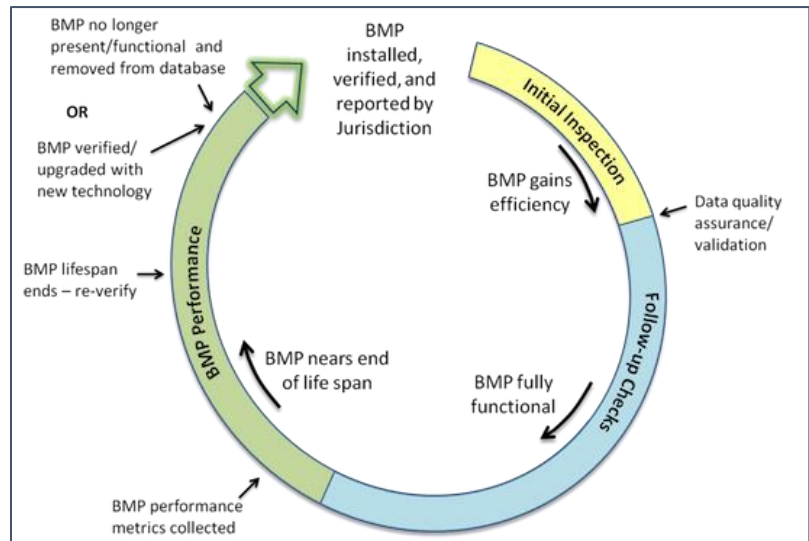 BMP no longer
present/functional and
removed from database
OR
BMP verified/
upgraded with
new technology
BMP lifespan
ends – re-verify
BMP performance
metrics collected
BMP
installed,
verified, and
reported by
Jurisdiction
Initial Inspection
BMP gains
efficiency
Data quality
assurance/
validation
Follow-up Checks
BMP fully
functional
BMP nears end
of life span
BMP Performance